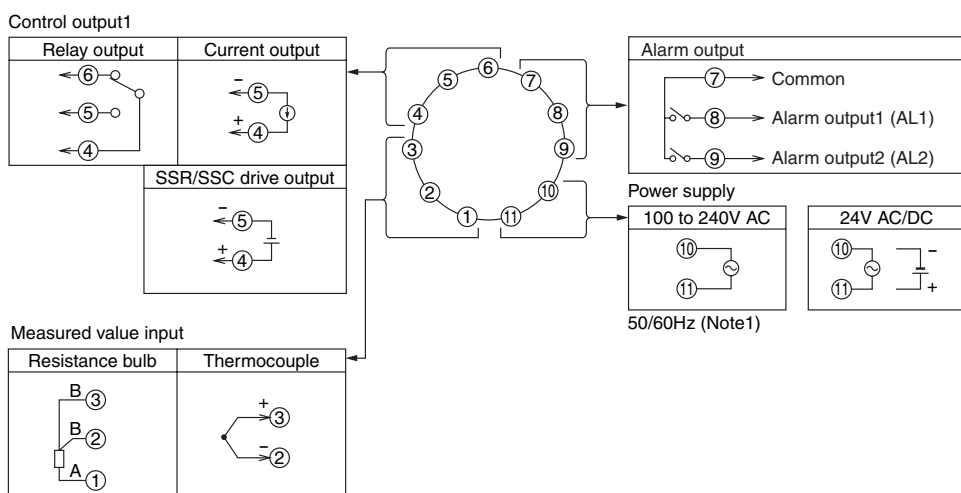 Control output1
Relay output
6
5
4
Current output
- 5
+ 4
SSR/SSC drive output
- 5
+ 4
6
5
7
4
8
3
9
2
10
1
11
Alarm output
7 Common
8 Alarm output1 (AL1)
9 Alarm output2 (AL2)
Power supply
100 to 240V AC
10
11
50/60Hz (Note1)
24V AC/DC
10 -
11 +
Measured value input
Resistance bulb
B 3
B 2
A 1
Thermocouple
+ 3
- 2